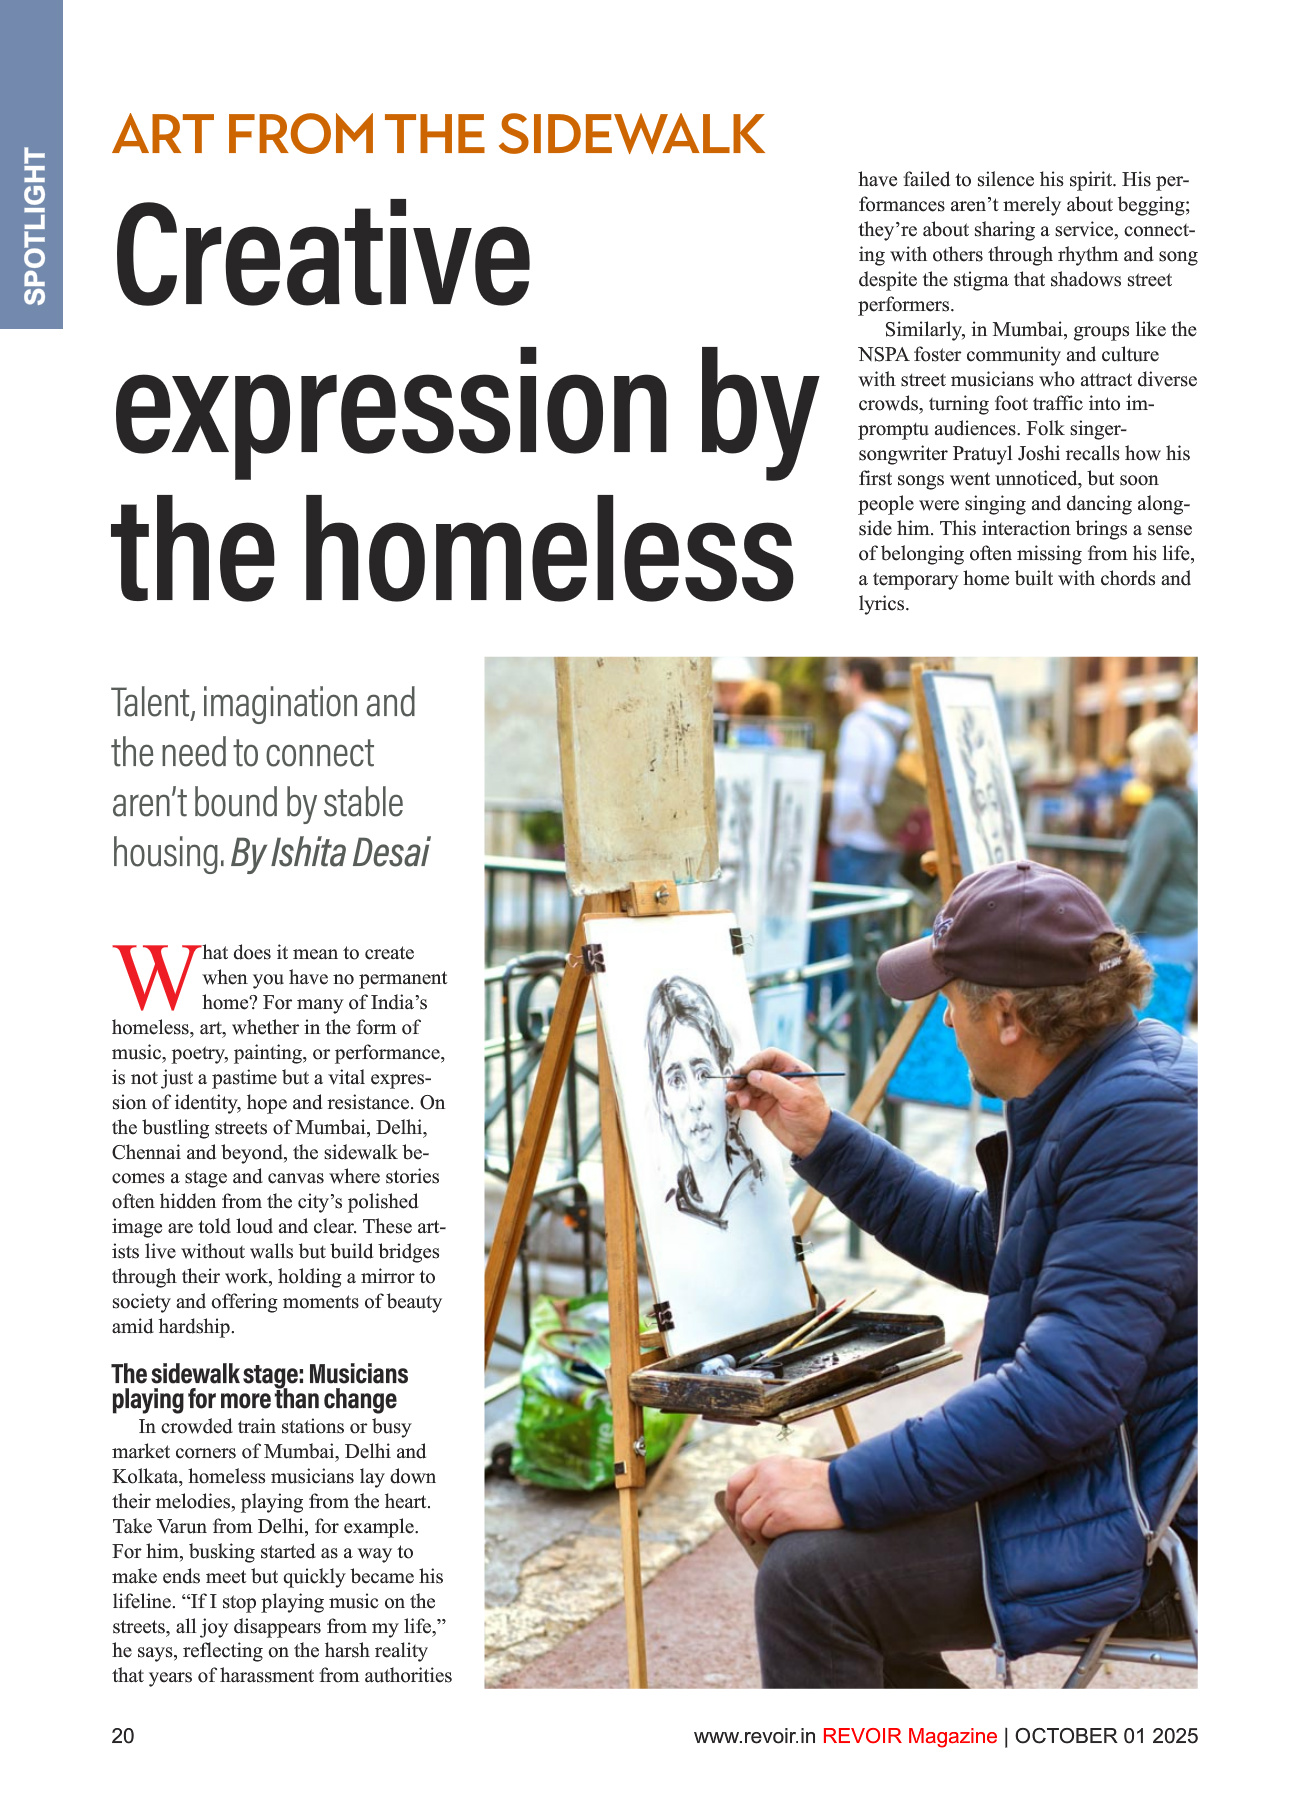 SPOTLIGHT
ART FROM THE SIDEWALK
Creative
expression by
the homeless
Talent, imagination and
the need to connect
aren’t bound by stable
housing. By Ishita Desai
What does it mean to create
when you have no permanent
home? For many of India’s
homeless, art, whether in the form of
music, poetry, painting, or performance,
is not just a pastime but a vital expres-
sion of identity, hope and resistance. On
the bustling streets of Mumbai, Delhi,
Chennai and beyond, the sidewalk be-
comes a stage and canvas where stories
often hidden from the city’s polished
image are told loud and clear. These art-
ists live without walls but build bridges
through their work, holding a mirror to
society and offering moments of beauty
amid hardship.
The sidewalk stage: Musicians
playing for more than change
In crowded train stations or busy
market corners of Mumbai, Delhi and
Kolkata, homeless musicians lay down
their melodies, playing from the heart.
Take Varun from Delhi, for example.
For him, busking started as a way to
make ends meet but quickly became his
lifeline. “If I stop playing music on the
streets, all joy disappears from my life,”
he says, reflecting on the harsh reality
that years of harassment from authorities
have failed to silence his spirit. His per-
formances aren’t merely about begging;
they’re about sharing a service, connect-
ing with others through rhythm and song
despite the stigma that shadows street
performers.
Similarly, in Mumbai, groups like the
NSPA foster community and culture
with street musicians who attract diverse
crowds, turning foot traffic into im-
promptu audiences. Folk singer-
songwriter Pratuyl Joshi recalls how his
first songs went unnoticed, but soon
people were singing and dancing along-
side him. This interaction brings a sense
of belonging often missing from his life,
a temporary home built with chords and
lyrics.
20
www.revoir.in REVOIR Magazine | OCTOBER 01 2025